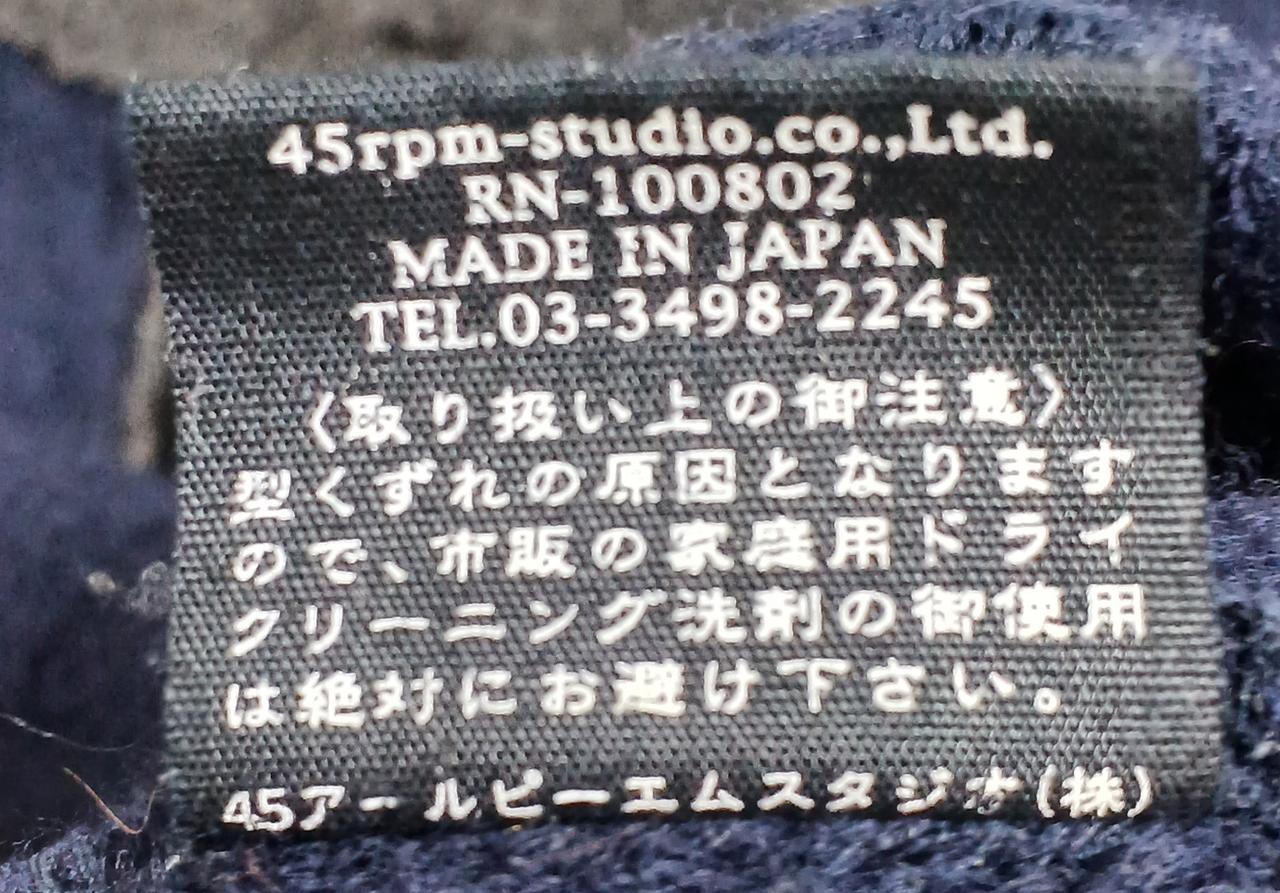 45rpm-studio.co.,Ltd.
RN-100802
MADE IN JAPAN
TEL.03-3498-2245
〈取り扱い上の御注意〉
型くずれの原因となります
ので、市販の家庭用ドライ
クリーニング洗剤の御使用
は絶対にお避け下さい。
45アールピーエムスタジオ(株)